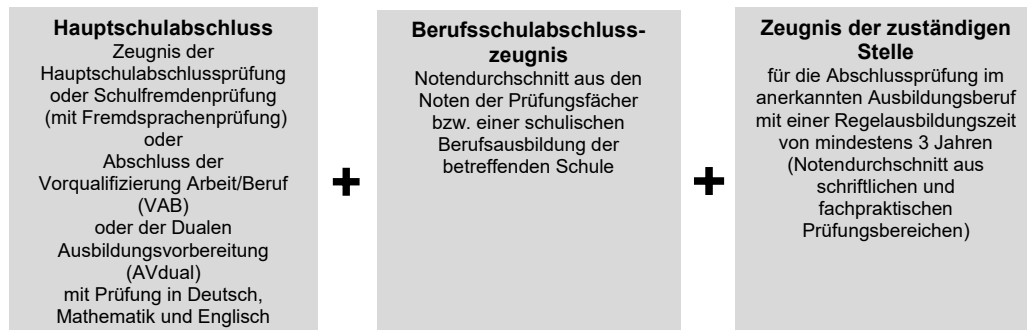 Hauptschulabschluss
Zeugnis der
Hauptschulabschlussprüfung
oder Schulfremdenprüfung
(mit Fremdsprachenprüfung)
oder
Abschluss der
Vorqualifizierung Arbeit/Beruf
(VAB)
oder der Dualen
Ausbildungsvorbereitung
(AVdual)
mit Prüfung in Deutsch,
Mathematik und Englisch
+
Berufsschulabschluss-
zeugnis
Notendurchschnitt aus den
Noten der Prüfungsfächer
bzw. einer schulischen
Berufsausbildung der
betreffenden Schule
+
Zeugnis der zuständigen
Stelle
für die Abschlussprüfung im
anerkannten Ausbildungsberuf
mit einer Regelausbildungszeit
von mindestens 3 Jahren
(Notendurchschnitt aus
schriftlichen und
fachpraktischen
Prüfungsbereichen)